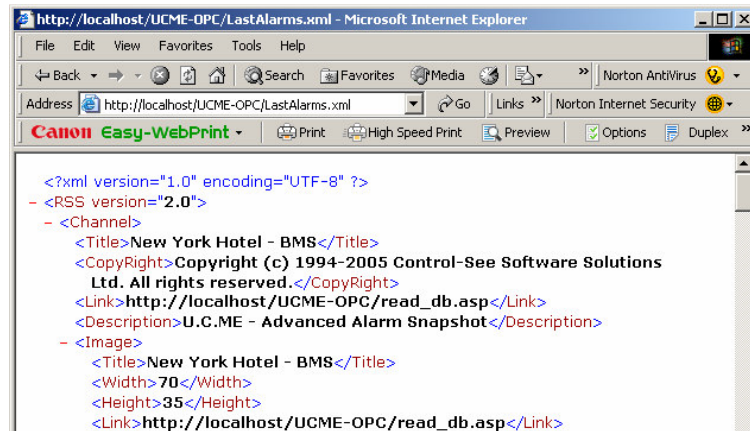 http://localhost/UCME-OPC/LastAlarms.xml - Microsoft Internet Explorer
File Edit View Favorites Tools Help
Back Search Favorites Media » Norton AntiVirus
Address http://localhost/UCME-OPC/LastAlarms.xml Go Links » Norton Internet Security
Canon Easy-WebPrint Print High Speed Print Preview Options Duplex »
<?xml version="1.0" encoding="UTF-8" ?>
- <RSS version="2.0">
- <Channel>
<Title>New York Hotel - BMS</Title>
<CopyRight>Copyright (c) 1994-2005 Control-See Software Solutions
Ltd. All rights reserved.</CopyRight>
<Link>http://localhost/UCME-OPC/read_db.asp</Link>
<Description>U.C.ME - Advanced Alarm Snapshot</Description>
- <Image>
<Title>New York Hotel - BMS</Title>
<Width>70</Width>
<Height>35</Height>
<Link>http://localhost/UCME-OPC/read_db.asp</Link>